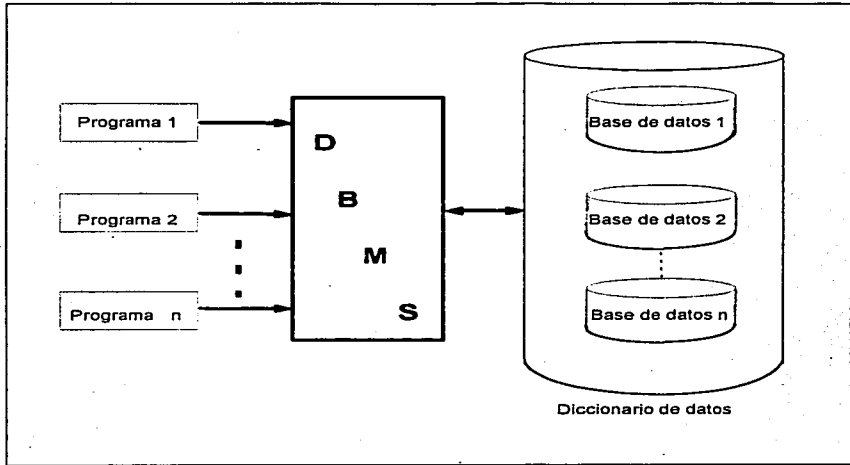 Programa 1
Programa 2
Programa n
D
B
M
S
Base de datos 1
Base de datos 2
Base de datos n
Diccionario de datos